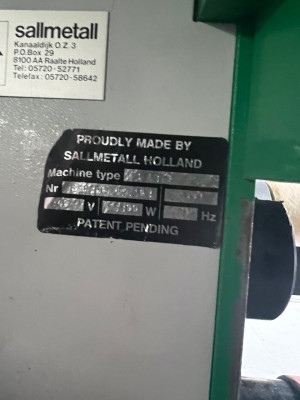 sallmetall
Kanaaldijk O.Z. 3
P.O.Box 29
8100 AA Raalte Holland
Tel: 05720-52771
Telefax: 05720-58642
PROUDLY MADE BY
SALLMETALL HOLLAND
Machine type
Nr
V W Hz
PATENT PENDING